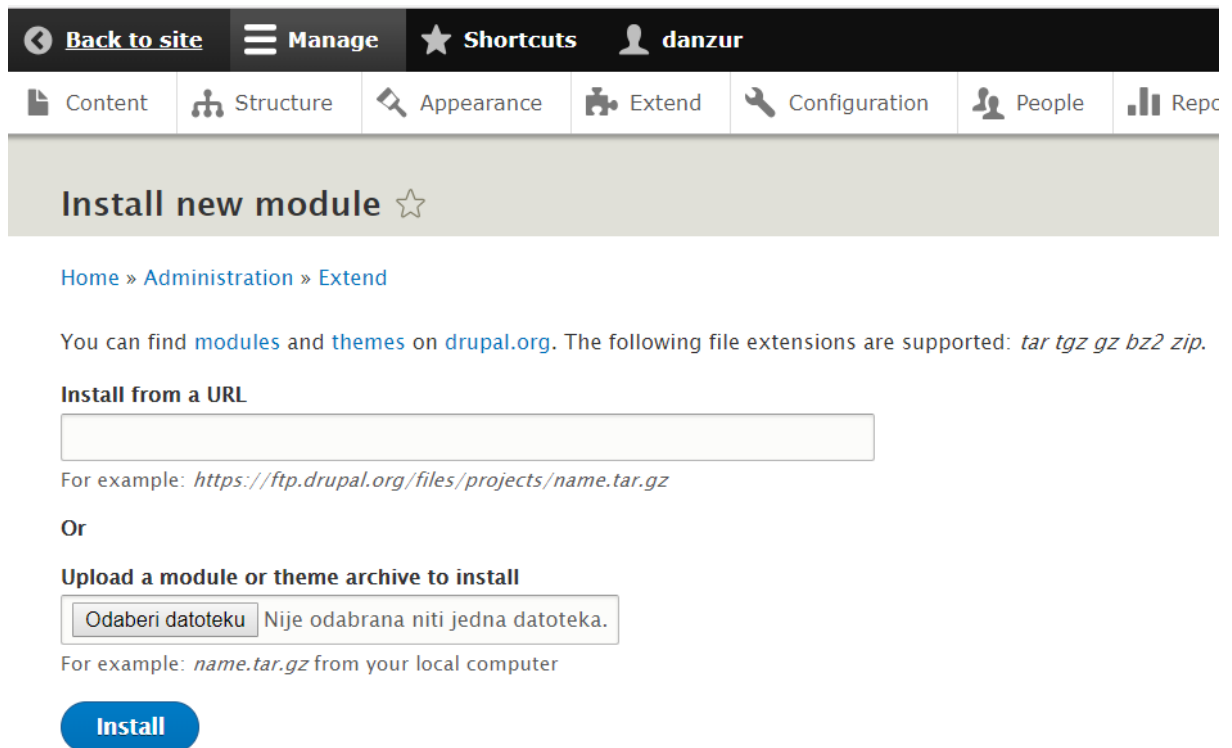 Back to site Manage Shortcuts danzur
Content Structure Appearance Extend Configuration People Repo
Install new module
Home » Administration » Extend
You can find modules and themes on drupal.org. The following file extensions are supported: tar tgz gz bz2 zip.
Install from a URL
For example: https://ftp.drupal.org/files/projects/name.tar.gz
Or
Upload a module or theme archive to install
Odaberi datoteku Nije odabrana niti jedna datoteka.
For example: name.tar.gz from your local computer
Install